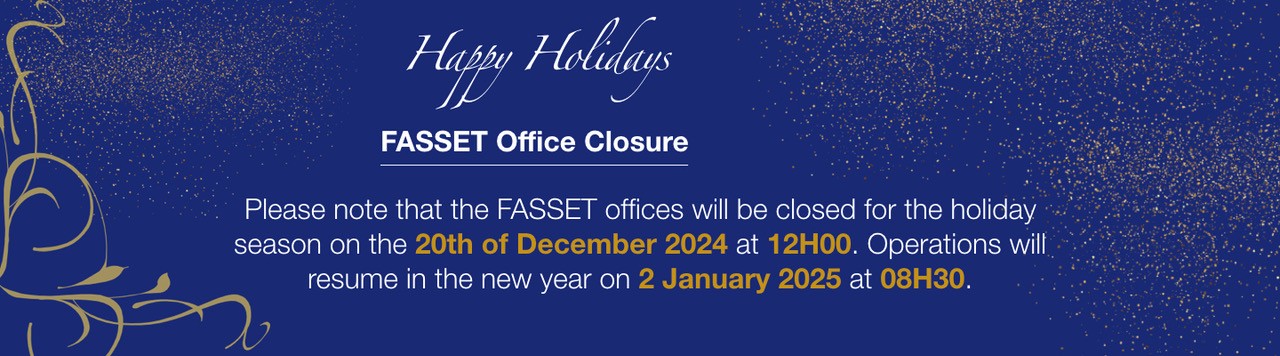 Happy Holidays
FASSET Office Closure
Please note that the FASSET offices will be closed for the holiday
season on the 20th of December 2024 at 12H00. Operations will
resume in the new year on 2 January 2025 at 08H30.